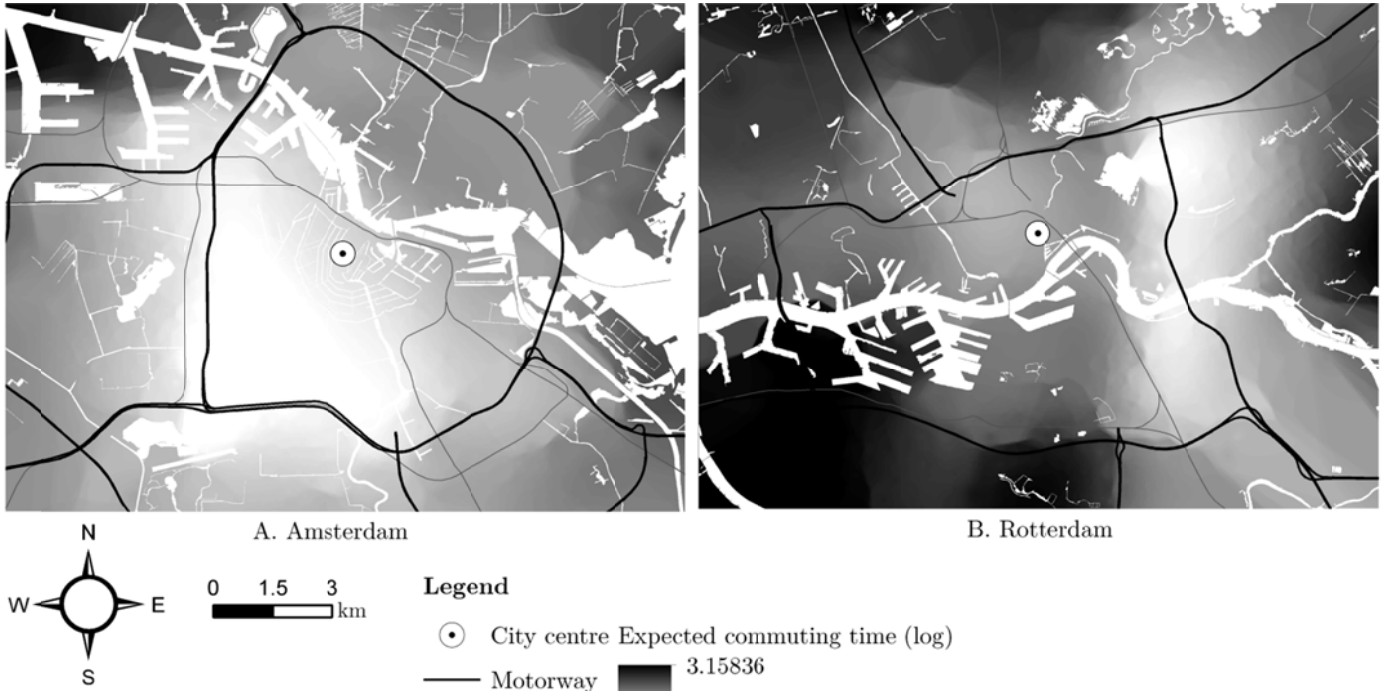 A. Amsterdam
B. Rotterdam
N
W E
S
0 1.5 3
km
Legend
City centre Expected commuting time (log)
Motorway
3.15836